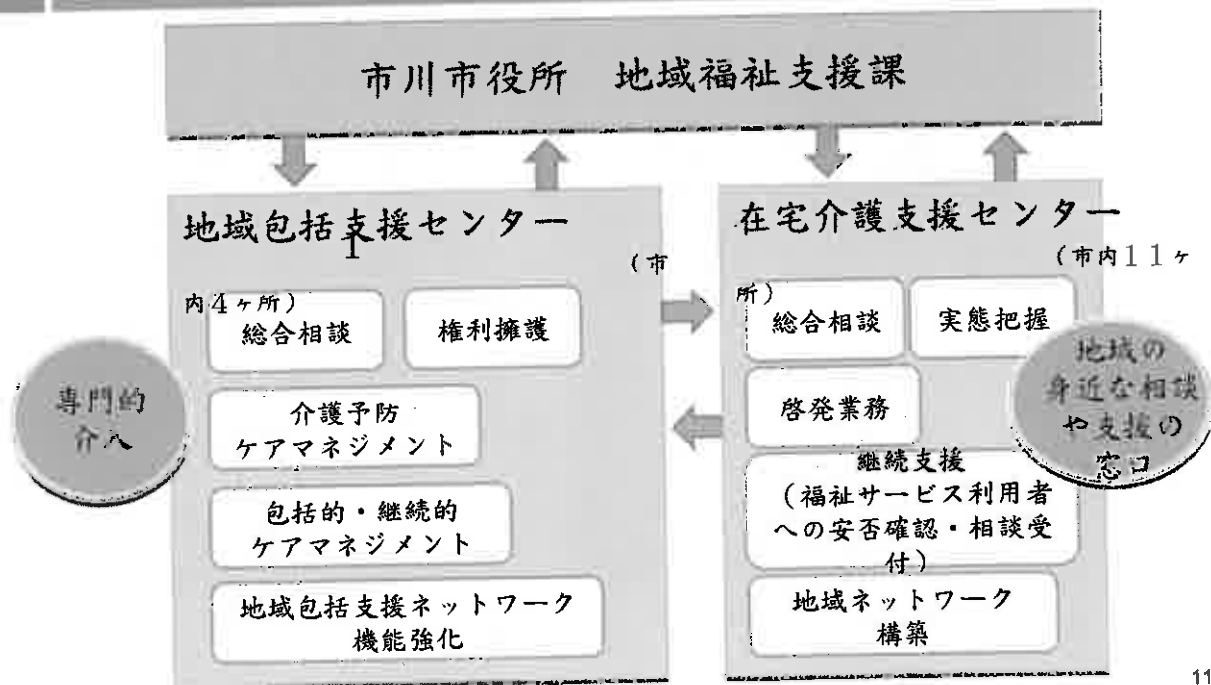 市川市役所　地域福祉支援課
地域包括支援センター
(市
内4ヶ所)
総合相談
権利擁護
介護予防
ケアマネジメント
包括的・継続的
ケアマネジメント
地域包括支援ネットワーク
機能強化
専門的
介入
在宅介護支援センター
(市内11ヶ
所)
総合相談
実態把握
啓発業務
継続支援
(福祉サービス利用者
への安否確認・相談受
付)
地域ネットワーク
構築
地域の
身近な相談
や支援の
窓口
11